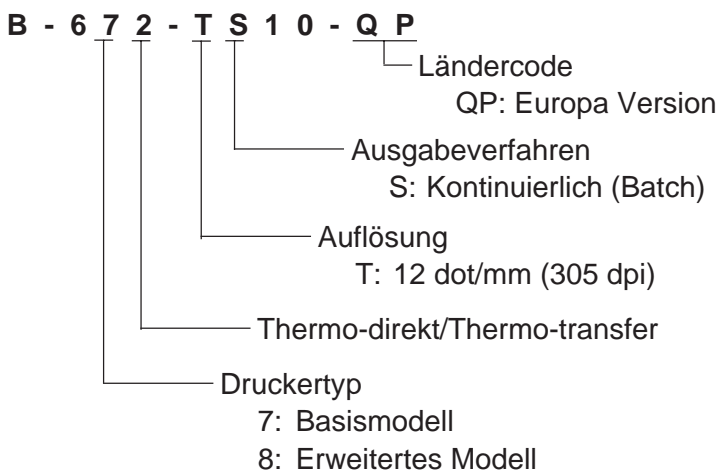 B - 6 7 2 - T S 1 0 - Q P
Ländercode
QP: Europa Version
Ausgabeverfahren
S: Kontinuierlich (Batch)
Auflösung
T: 12 dot/mm (305 dpi)
Thermo-direkt/Thermo-transfer
Druckertyp
7: Basismodell
8: Erweitertes Modell